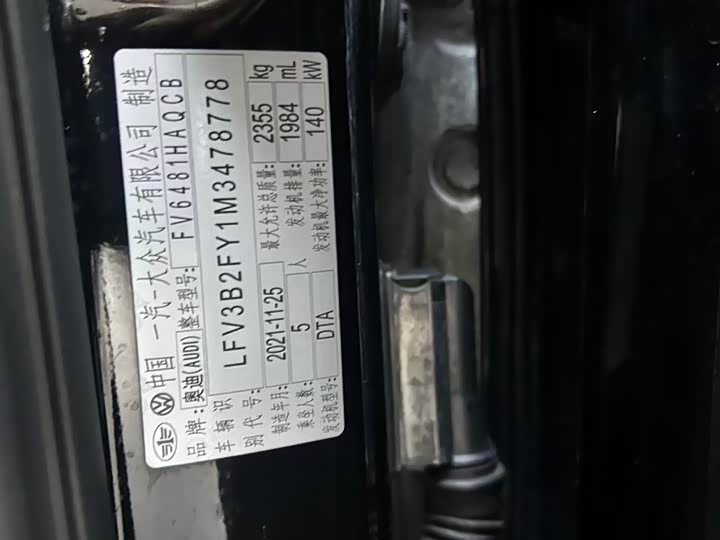 中国 一汽-大众汽车有限公司 制造
品牌:奥迪(AUDI) 整车型号: FV6481HAQCB
车辆识别代号: LFV3B2FY1M3478778
制造年月: 2021-11-25 最大允许总质量: 2355 kg
乘座人数: 5 人 发动机排量: 1984 mL
发动机型号: DTA 发动机最大净功率: 140 kW